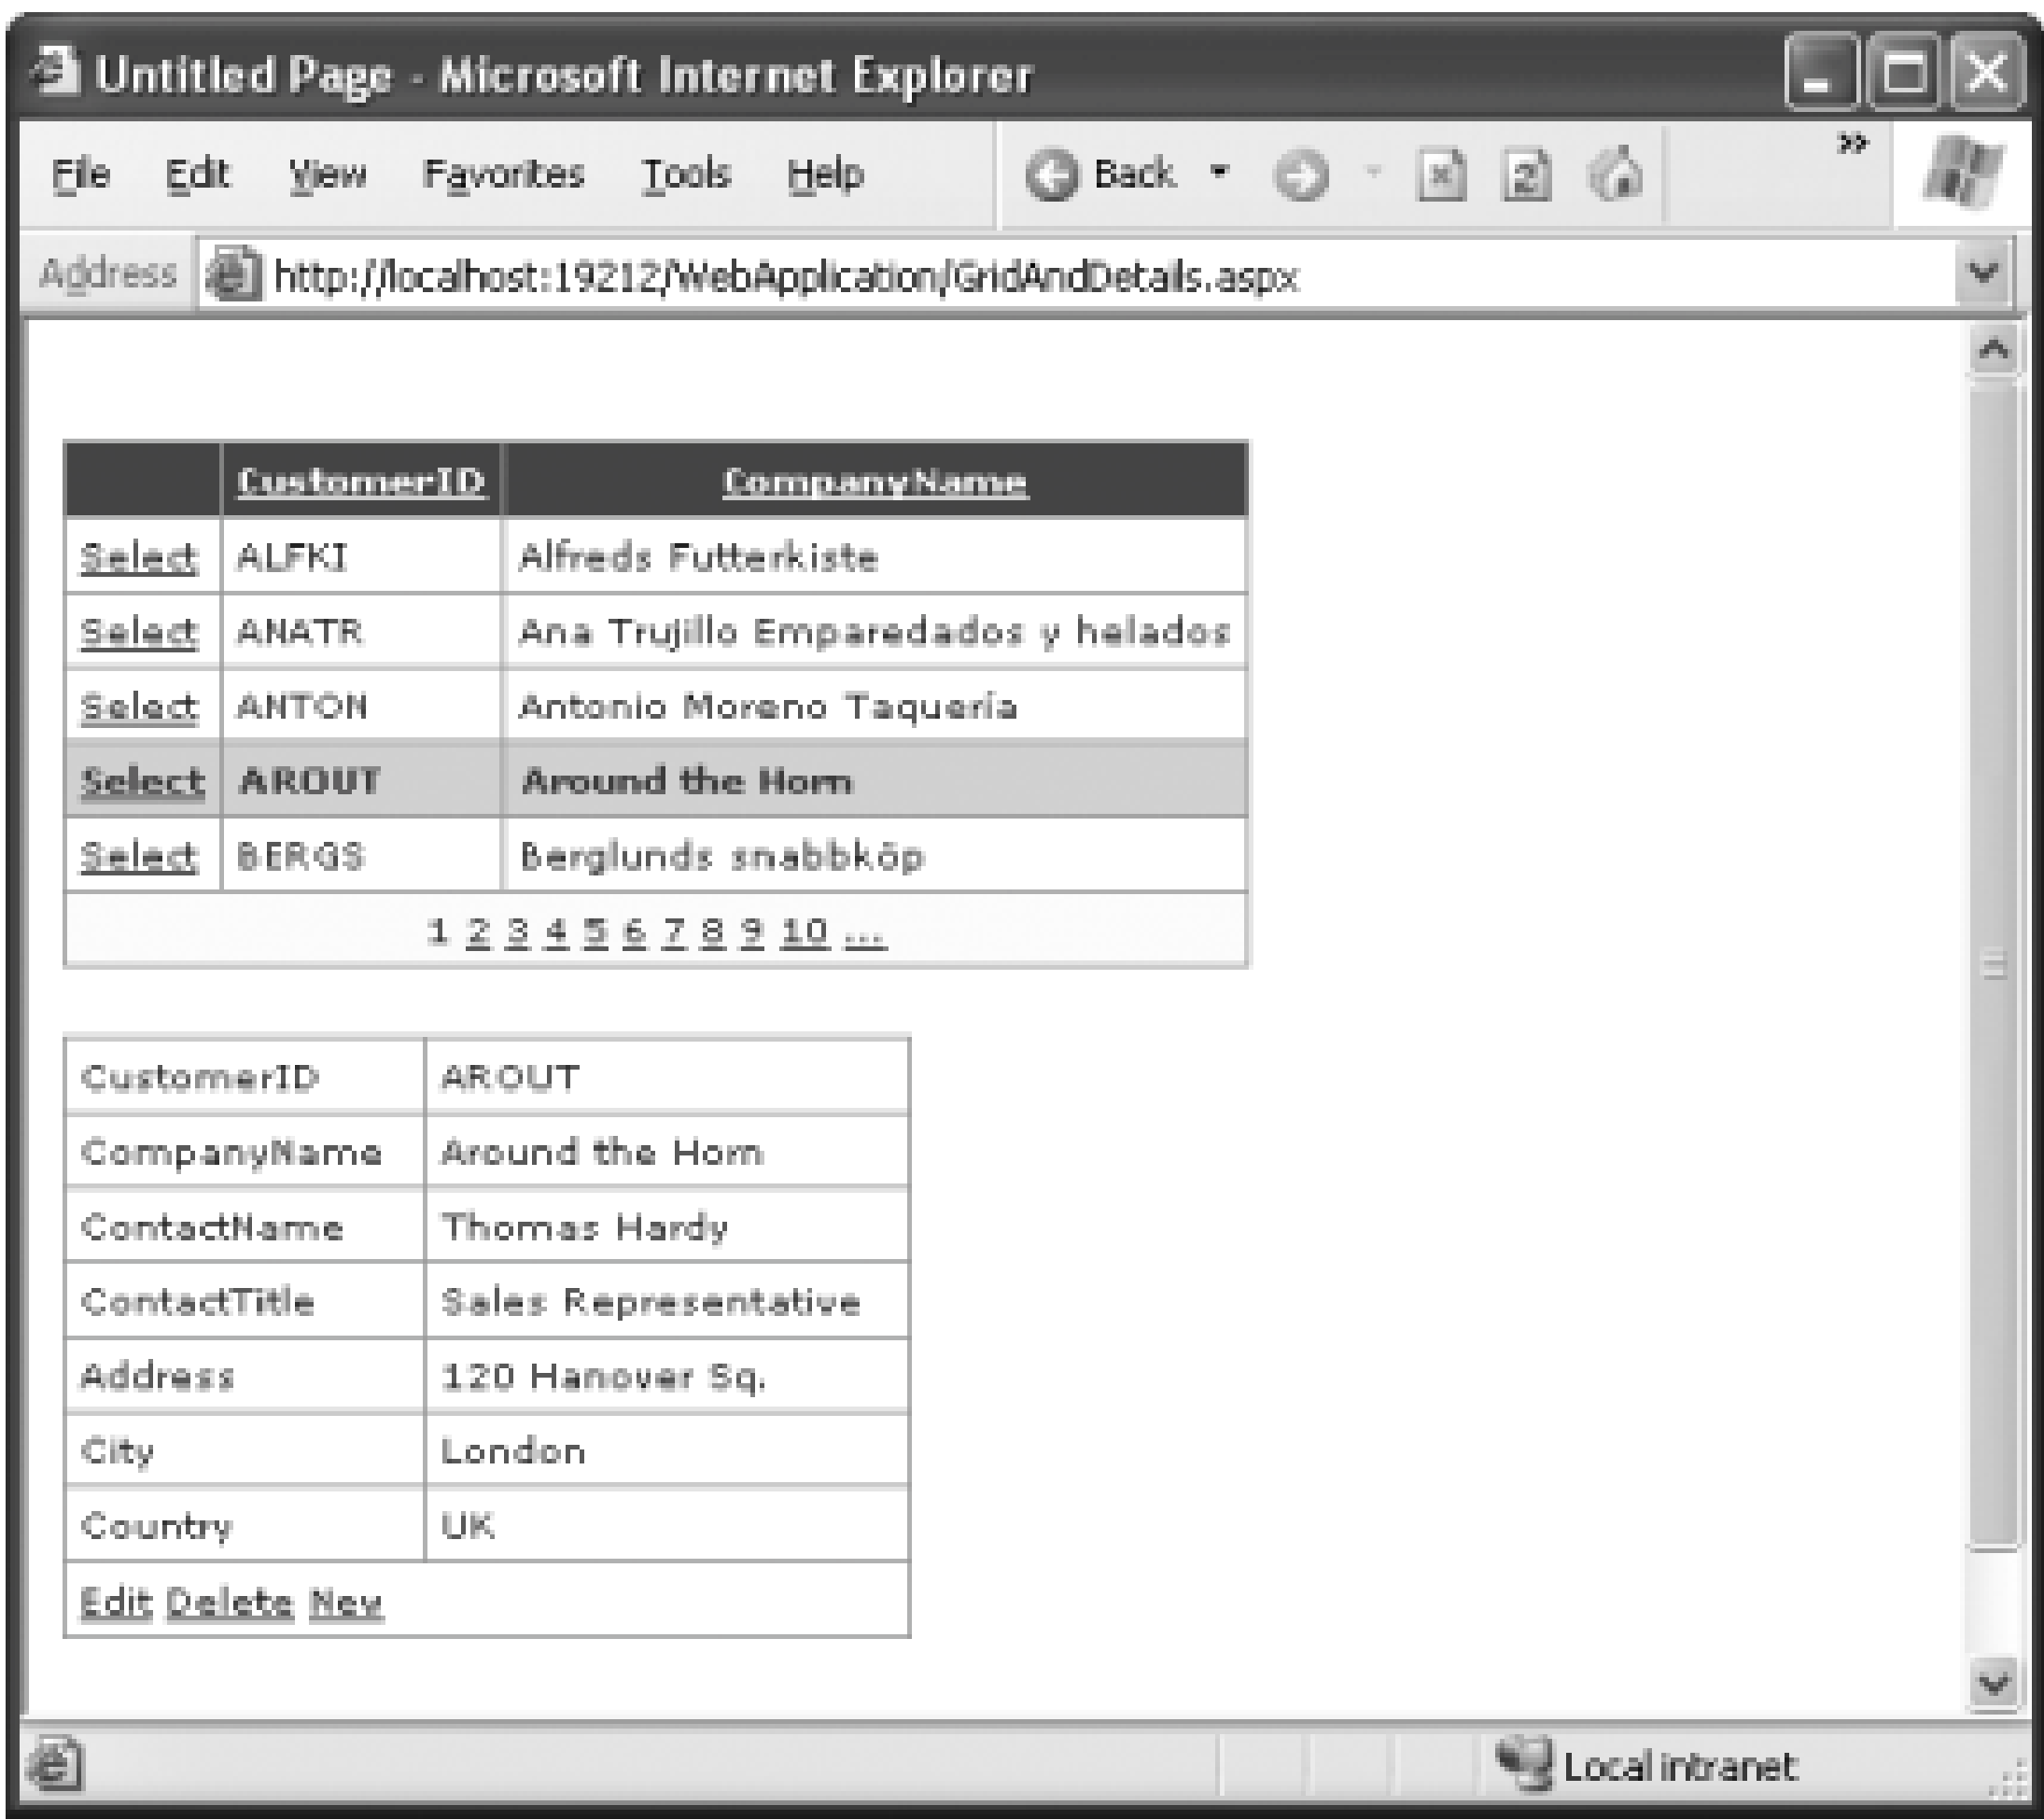 Untitled Page - Microsoft Internet Explorer
File Edit View Favorites Tools Help Back »
Address http://localhost:19212/WebApplication/GridAndDetails.aspx
CustomerID CompanyName
Select ALFKI Alfreds Futterkiste
Select ANATR Ana Trujillo Emparedados y helados
Select ANTON Antonio Moreno Taquería
Select AROUT Around the Horn
Select BERGS Berglunds snabbköp
1 2 3 4 5 6 7 8 9 10 ...
CustomerID AROUT
CompanyName Around the Horn
ContactName Thomas Hardy
ContactTitle Sales Representative
Address 120 Hanover Sq.
City London
Country UK
Edit Delete New
Local intranet